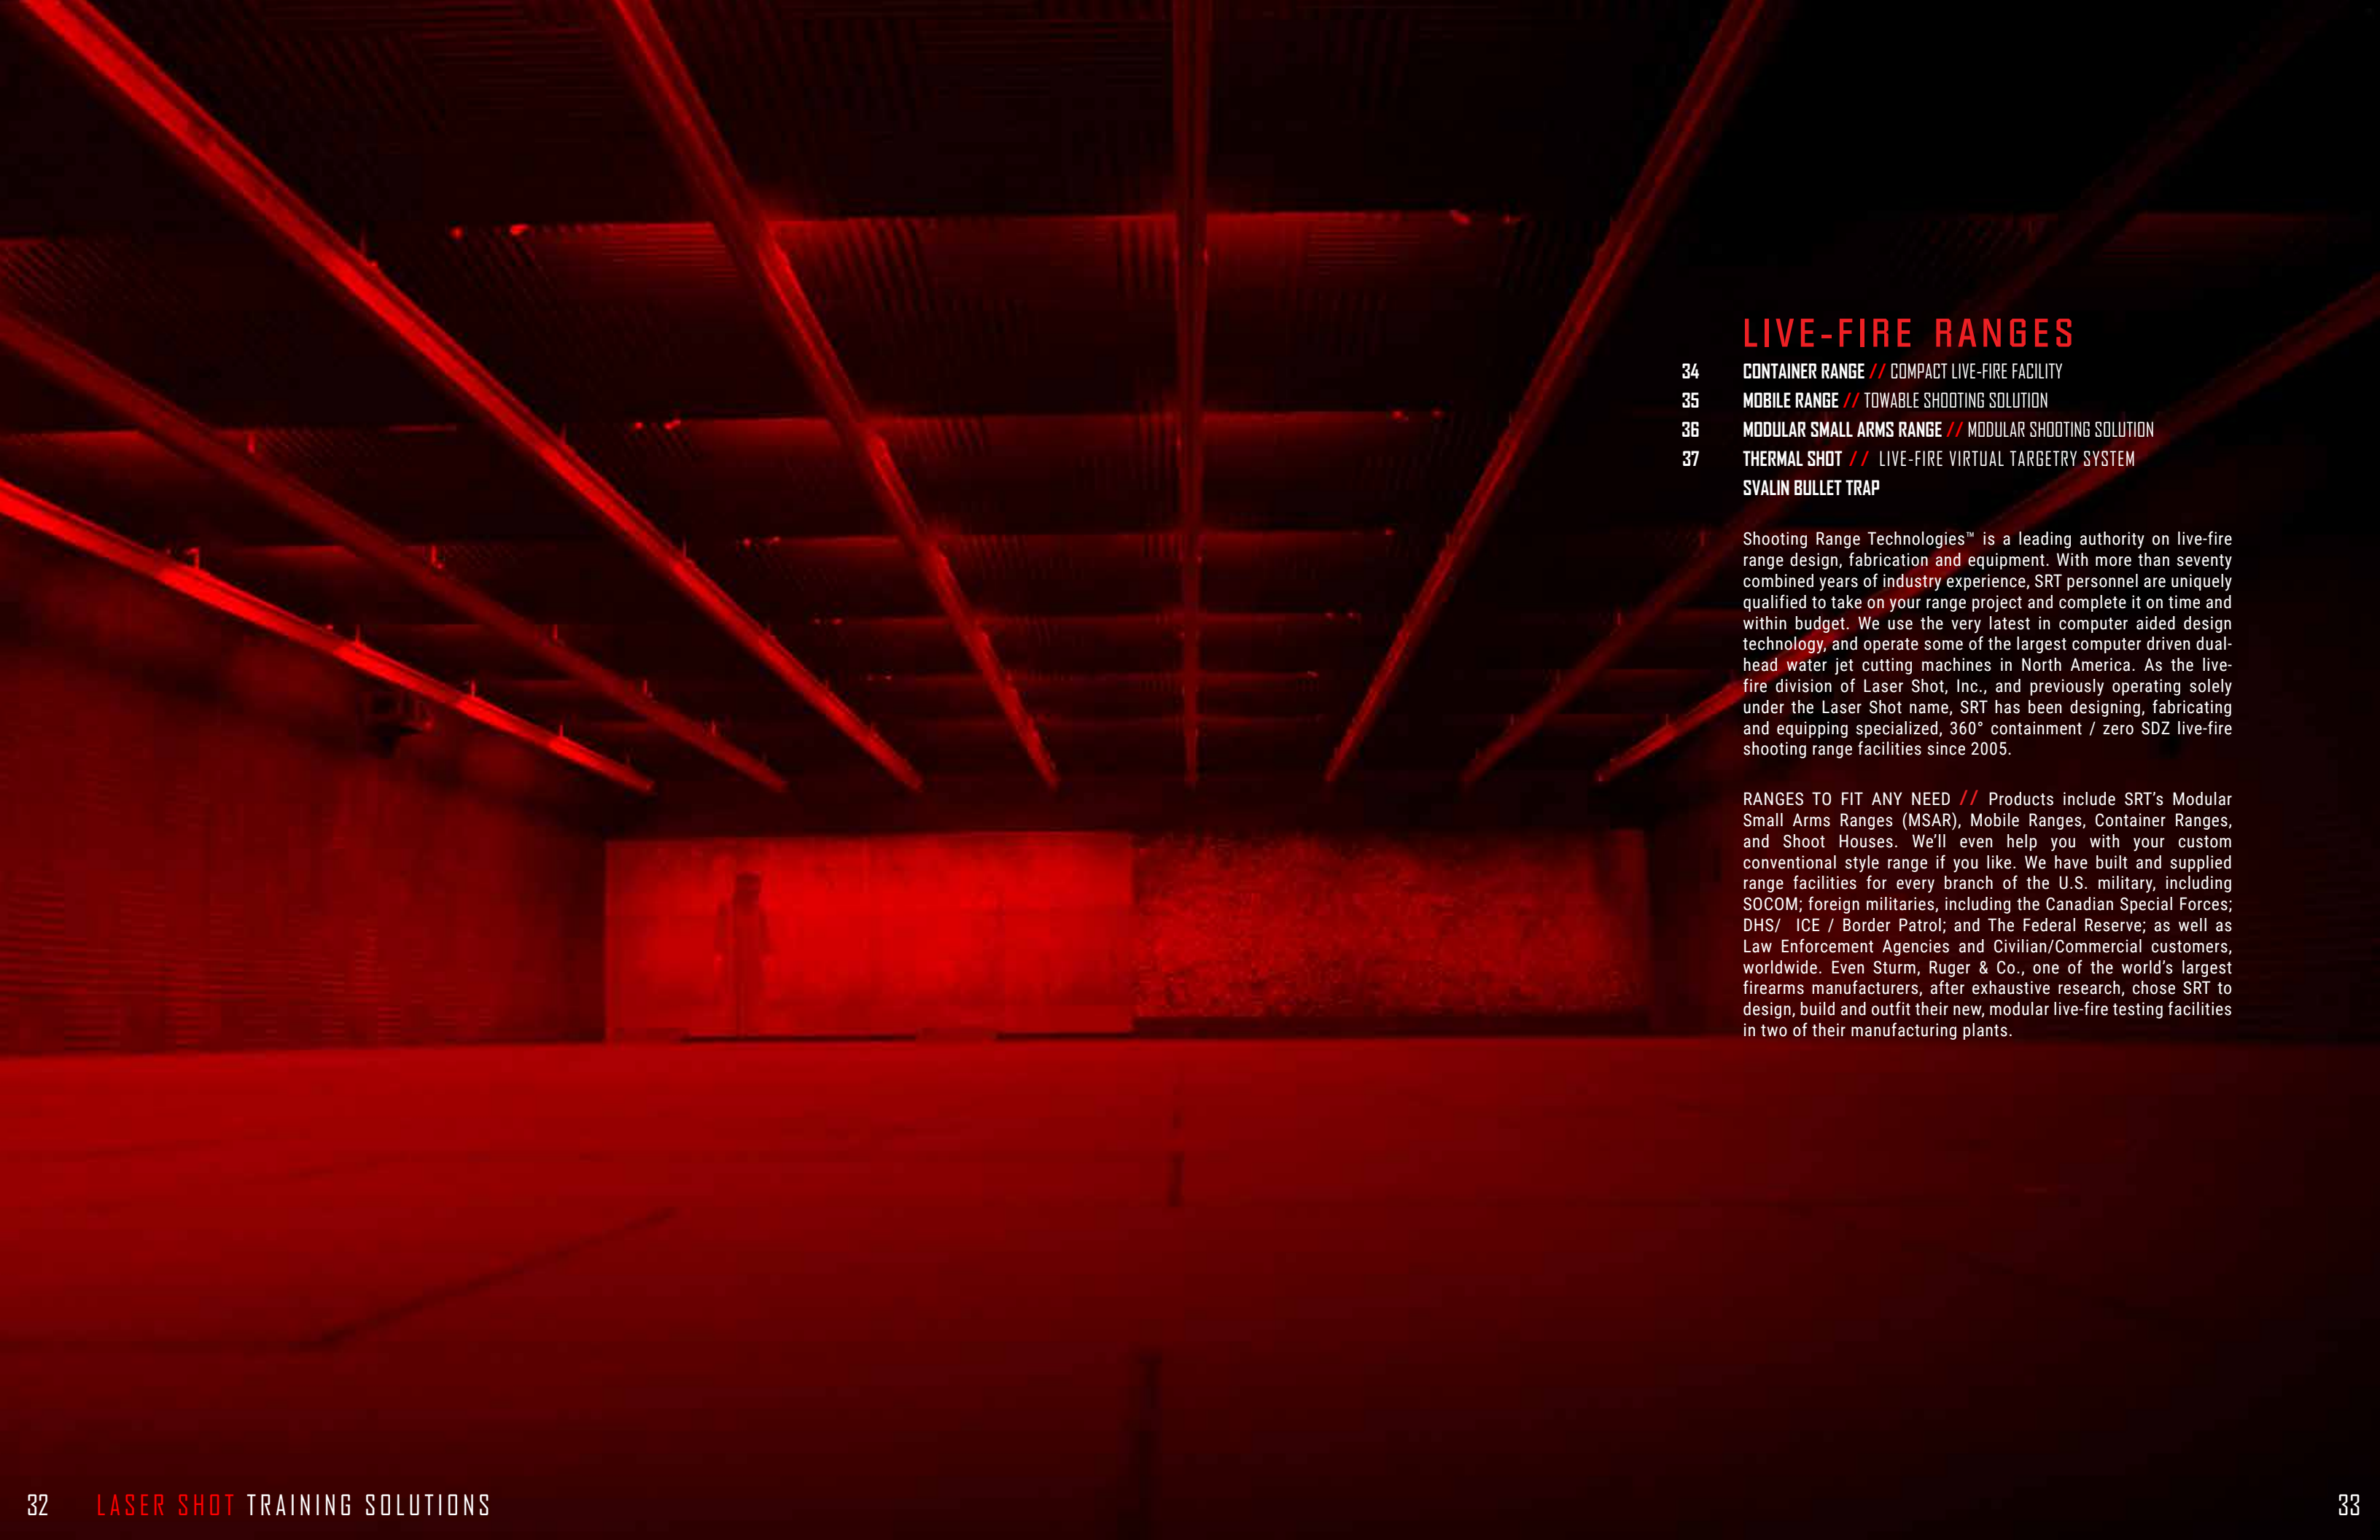 LIVE-FIRE RANGES
34 CONTAINER RANGE // COMPACT LIVE-FIRE FACILITY
35 MOBILE RANGE // TOWABLE SHOOTING SOLUTION
36 MODULAR SMALL ARMS RANGE // MODULAR SHOOTING SOLUTION
37 THERMAL SHOT // LIVE-FIRE VIRTUAL TARGETRY SYSTEM
SVALIN BULLET TRAP
Shooting Range Technologies™ is a leading authority on live-fire
range design, fabrication and equipment. With more than seventy
combined years of industry experience, SRT personnel are uniquely
qualified to take on your range project and complete it on time and
within budget. We use the very latest in computer aided design
technology, and operate some of the largest computer driven dual-
head water jet cutting machines in North America. As the live-
fire division of Laser Shot, Inc., and previously operating solely
under the Laser Shot name, SRT has been designing, fabricating
and equipping specialized, 360° containment / zero SDZ live-fire
shooting range facilities since 2005.
RANGES TO FIT ANY NEED // Products include SRT's Modular
Small Arms Ranges (MSAR), Mobile Ranges, Container Ranges,
and Shoot Houses. We'll even help you with your custom
conventional style range if you like. We have built and supplied
range facilities for every branch of the U.S. military, including
SOCOM; foreign militaries, including the Canadian Special Forces;
DHS/ ICE / Border Patrol; and The Federal Reserve; as well as
Law Enforcement Agencies and Civilian/Commercial customers,
worldwide. Even Sturm, Ruger & Co., one of the world's largest
firearms manufacturers, after exhaustive research, chose SRT to
design, build and outfit their new, modular live-fire testing facilities
in two of their manufacturing plants.
32 LASER SHOT TRAINING SOLUTIONS
33